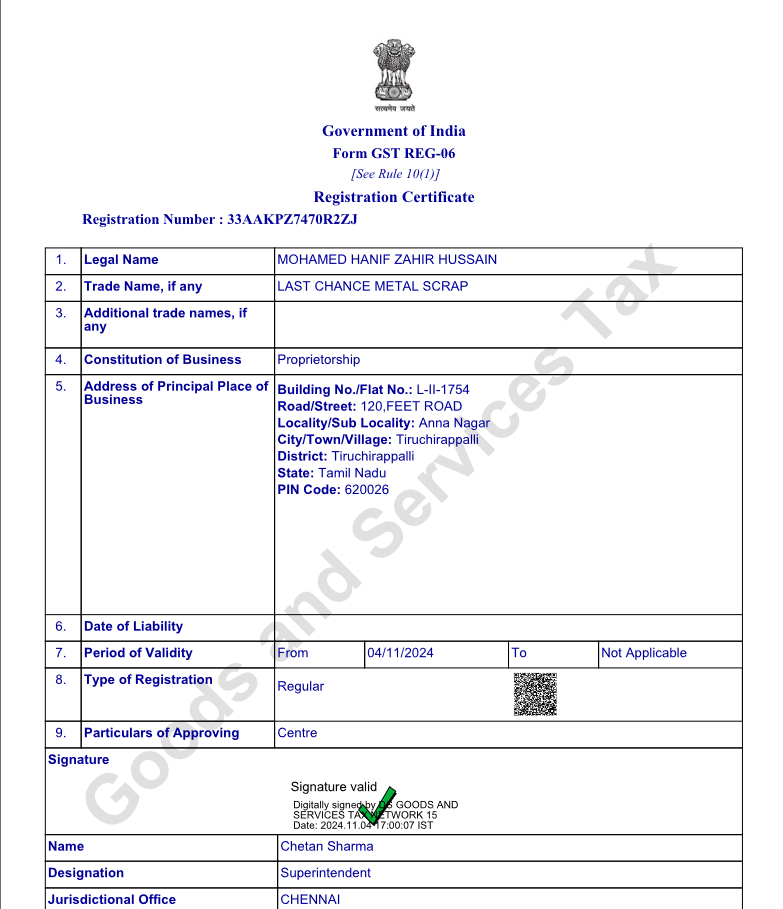 सत्यमेव जयते
Government of India
Form GST REG-06
[See Rule 10(1)]
Registration Certificate
Registration Number : 33AAKPZ7470R2ZJ
1. Legal Name MOHAMED HANIF ZAHIR HUSSAIN
2. Trade Name, if any LAST CHANCE METAL SCRAP
3. Additional trade names, if
any
4. Constitution of Business Proprietorship
5. Address of Principal Place of
Business
Building No./Flat No.: L-II-1754
Road/Street: 120,FEET ROAD
Locality/Sub Locality: Anna Nagar
City/Town/Village: Tiruchirappalli
District: Tiruchirappalli
State: Tamil Nadu
PIN Code: 620026
6. Date of Liability
7. Period of Validity From 04/11/2024 To Not Applicable
8. Type of Registration Regular
9. Particulars of Approving Centre
Signature
Signature valid
Digitally signed by DS GOODS AND
SERVICES TAX NETWORK 15
Date: 2024.11.04 17:00:07 IST
Name Chetan Sharma
Designation Superintendent
Jurisdictional Office CHENNAI
Goods and Services Tax